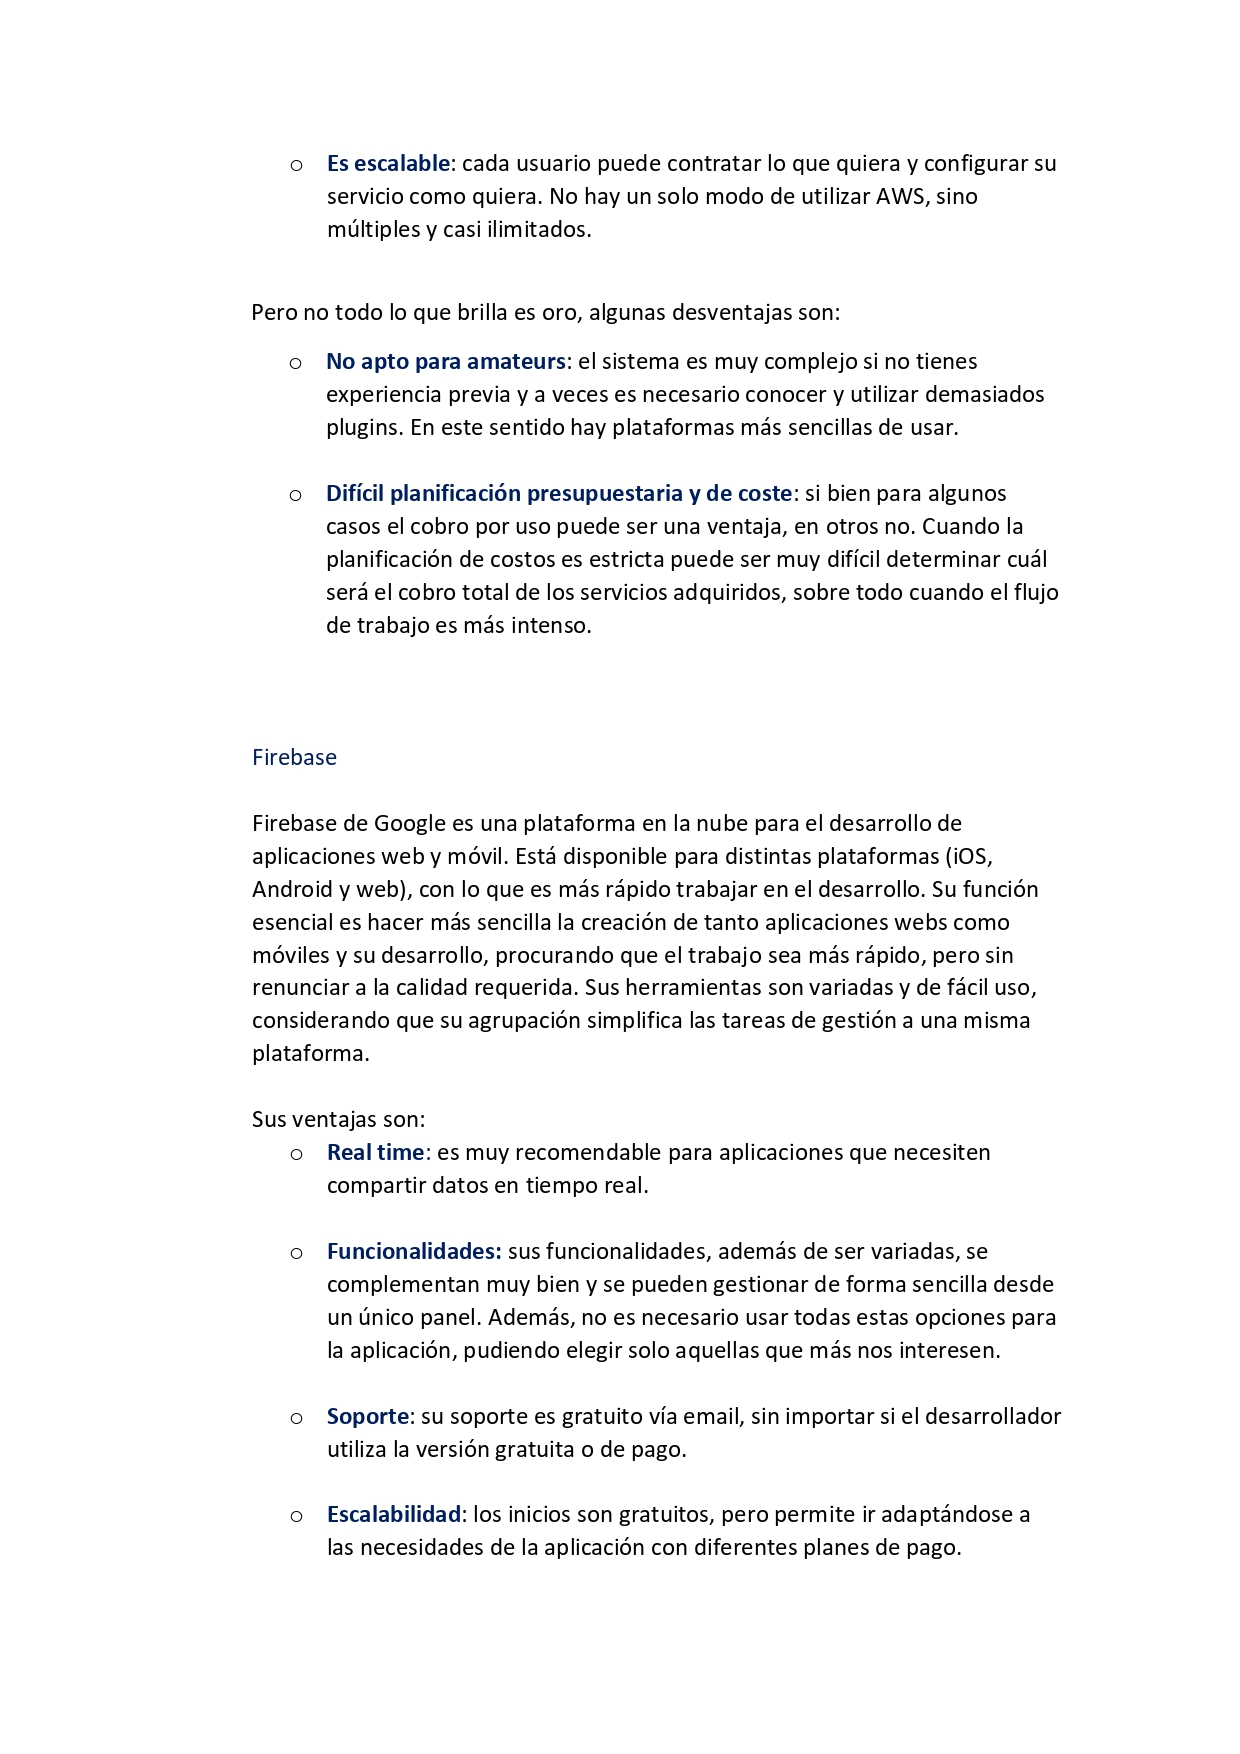 o Es escalable: cada usuario puede contratar lo que quiera y configurar su
servicio como quiera. No hay un solo modo de utilizar AWS, sino
múltiples y casi ilimitados.
Pero no todo lo que brilla es oro, algunas desventajas son:
o No apto para amateurs: el sistema es muy complejo si no tienes
experiencia previa y a veces es necesario conocer y utilizar demasiados
plugins. En este sentido hay plataformas más sencillas de usar.
o Difícil planificación presupuestaria y de coste: si bien para algunos
casos el cobro por uso puede ser una ventaja, en otros no. Cuando la
planificación de costos es estricta puede ser muy difícil determinar cuál
será el cobro total de los servicios adquiridos, sobre todo cuando el flujo
de trabajo es más intenso.
Firebase
Firebase de Google es una plataforma en la nube para el desarrollo de
aplicaciones web y móvil. Está disponible para distintas plataformas (iOS,
Android y web), con lo que es más rápido trabajar en el desarrollo. Su función
esencial es hacer más sencilla la creación de tanto aplicaciones webs como
móviles y su desarrollo, procurando que el trabajo sea más rápido, pero sin
renunciar a la calidad requerida. Sus herramientas son variadas y de fácil uso,
considerando que su agrupación simplifica las tareas de gestión a una misma
plataforma.
Sus ventajas son:
o Real time: es muy recomendable para aplicaciones que necesiten
compartir datos en tiempo real.
o Funcionalidades: sus funcionalidades, además de ser variadas, se
complementan muy bien y se pueden gestionar de forma sencilla desde
un único panel. Además, no es necesario usar todas estas opciones para
la aplicación, pudiendo elegir solo aquellas que más nos interesen.
o Soporte: su soporte es gratuito vía email, sin importar si el desarrollador
utiliza la versión gratuita o de pago.
o Escalabilidad: los inicios son gratuitos, pero permite ir adaptándose a
las necesidades de la aplicación con diferentes planes de pago.